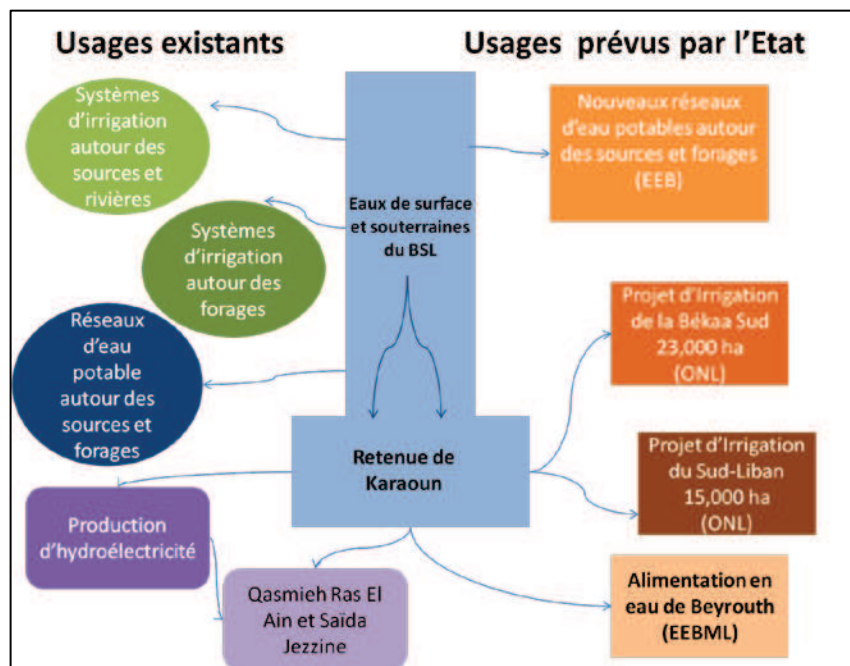 Usages existants
Usages prévus par l'Etat
Systèmes
d'irrigation
autour des
sources et
rivières
Nouveaux réseaux
d'eau potables autour
des sources et forages
(EEB)
Eaux de surface
et souterraines
du BSL
Systèmes
d'irrigation
autour des
forages
Réseaux
d'eau
potable
autour des
sources et
forages
Projet d'Irrigation
de la Békaa Sud
23,000 ha
(ONL)
Retenue de
Karaoun
Projet d'Irrigation
du Sud-Liban
15,000 ha
(ONL)
Production
d'hydroélectricité
Qasmieh Ras El
Ain et Saïda
Jezzine
Alimentation en
eau de Beyrouth
(EEBML)